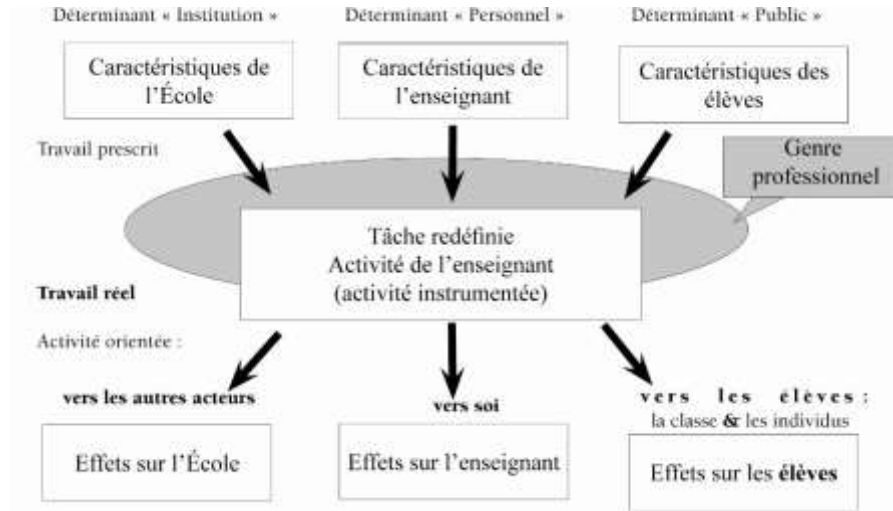 Déterminant « Institution »
Déterminant « Personnel »
Déterminant « Public »
Caractéristiques de
l'École
Caractéristiques de
l'enseignant
Caractéristiques des
élèves
Travail prescrit
Genre
professionnel
Tâche redéfinie
Activité de l'enseignant
(activité instrumentée)
Travail réel
Activité orientée :
vers les autres acteurs
vers soi
vers les élèves :
la classe & les individus
Effets sur l'École
Effets sur l'enseignant
Effets sur les élèves